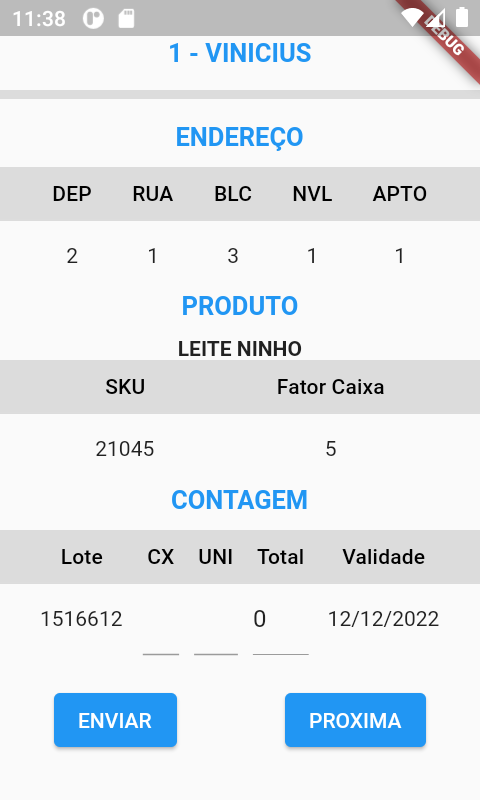 11:38
DEBUG
1 - VINICIUS
ENDEREÇO
DEP RUA BLC NVL APTO
2 1 3 1 1
PRODUTO
LEITE NINHO
SKU Fator Caixa
21045 5
CONTAGEM
Lote CX UNI Total Validade
1516612 0 12/12/2022
ENVIAR PROXIMA